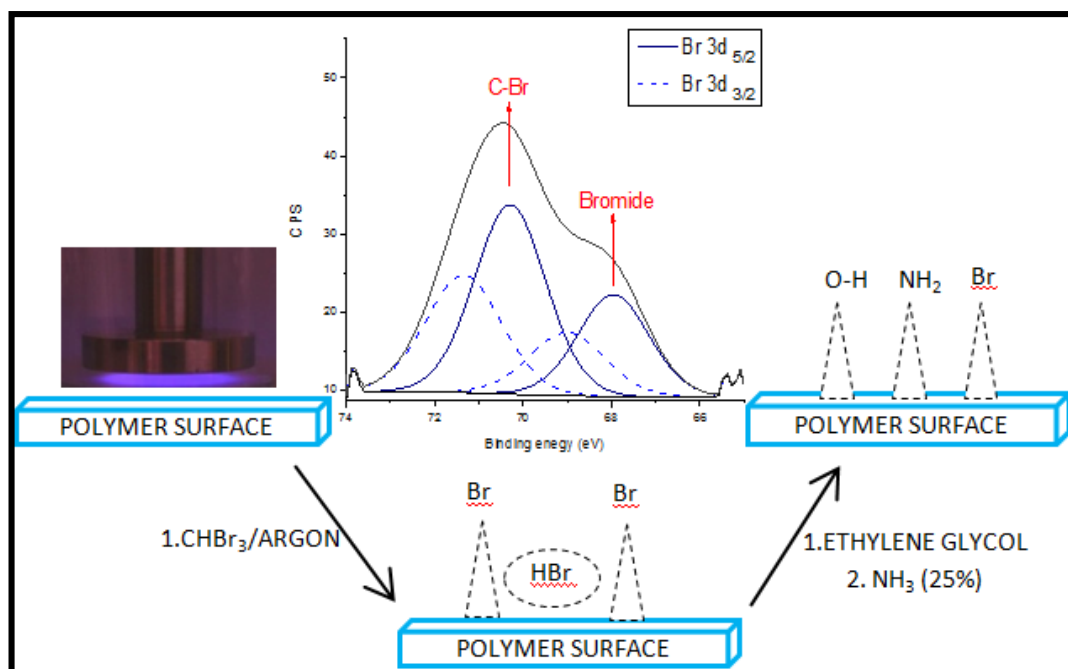 Br 3d 5/2
Br 3d 3/2
C-Br
Bromide
CPS
50
40
30
20
10
74
72
70
68
66
Binding enegy (eV)
O-H NH₂ Br
POLYMER SURFACE
POLYMER SURFACE
1.CHBr₃/ARGON
Br Br
HBr
POLYMER SURFACE
1.ETHYLENE GLYCOL
2. NH₃ (25%)